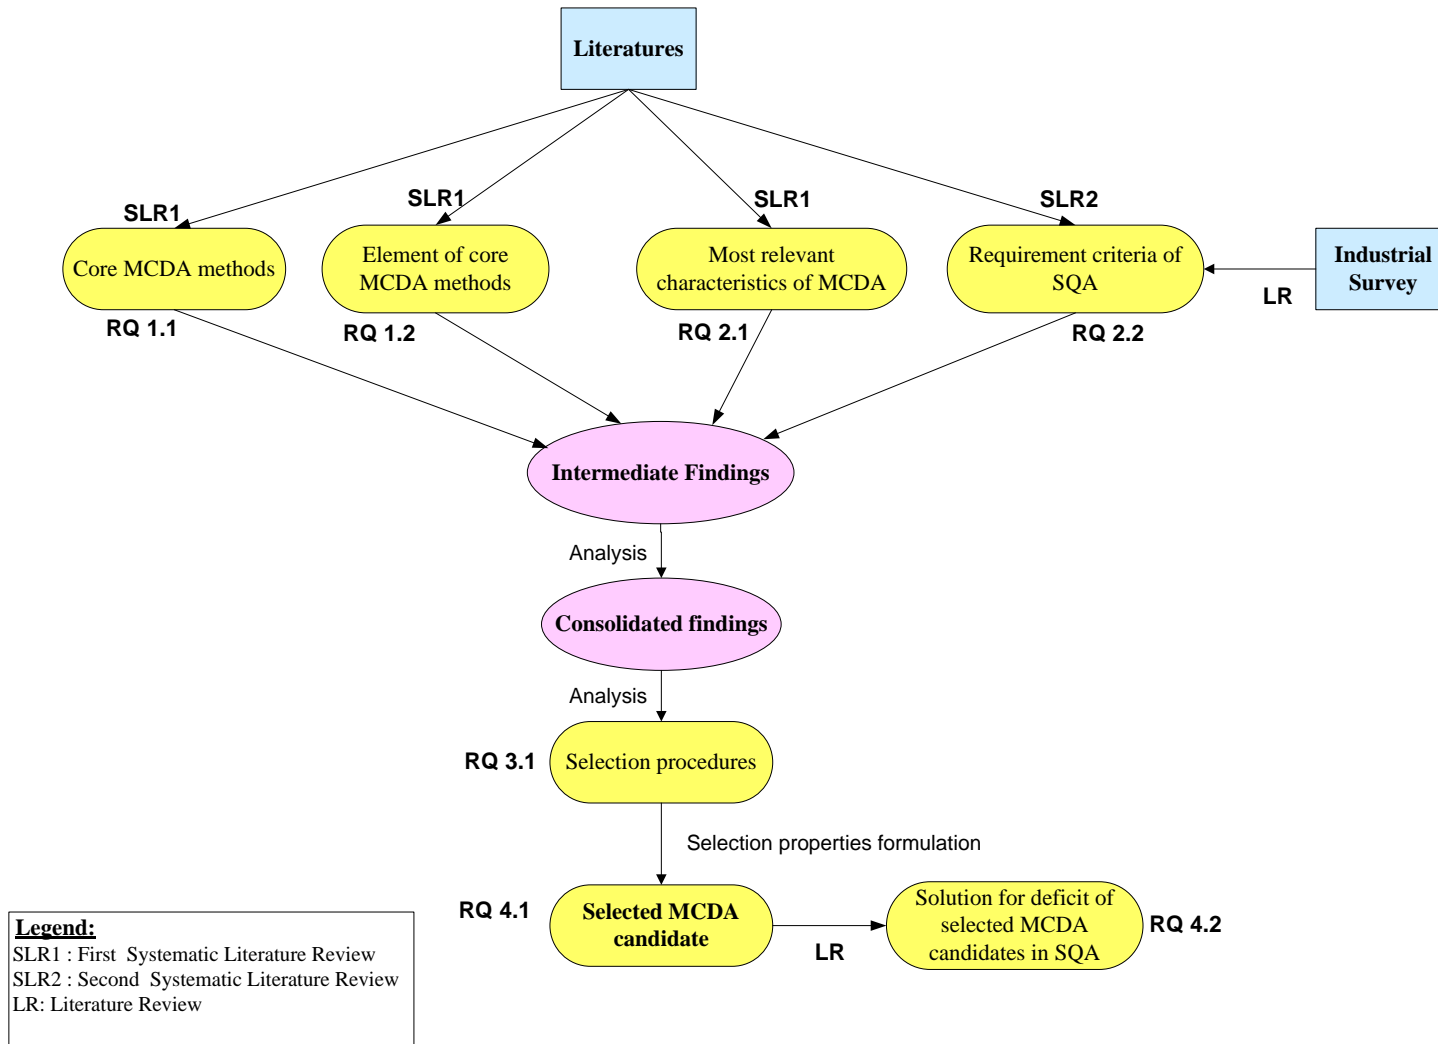 Literatures
SLR1
SLR1
SLR1
SLR2
Core MCDA methods
Element of core
MCDA methods
Most relevant
characteristics of MCDA
Requirement criteria of
SQA
Industrial
Survey
LR
RQ 1.1
RQ 1.2
RQ 2.1
RQ 2.2
Intermediate Findings
Analysis
Consolidated findings
Analysis
RQ 3.1
Selection procedures
Selection properties formulation
RQ 4.1
Selected MCDA
candidate
LR
Solution for deficit of
selected MCDA
candidates in SQA
RQ 4.2
Legend:
SLR1 : First  Systematic Literature Review
SLR2 : Second  Systematic Literature Review
LR: Literature Review